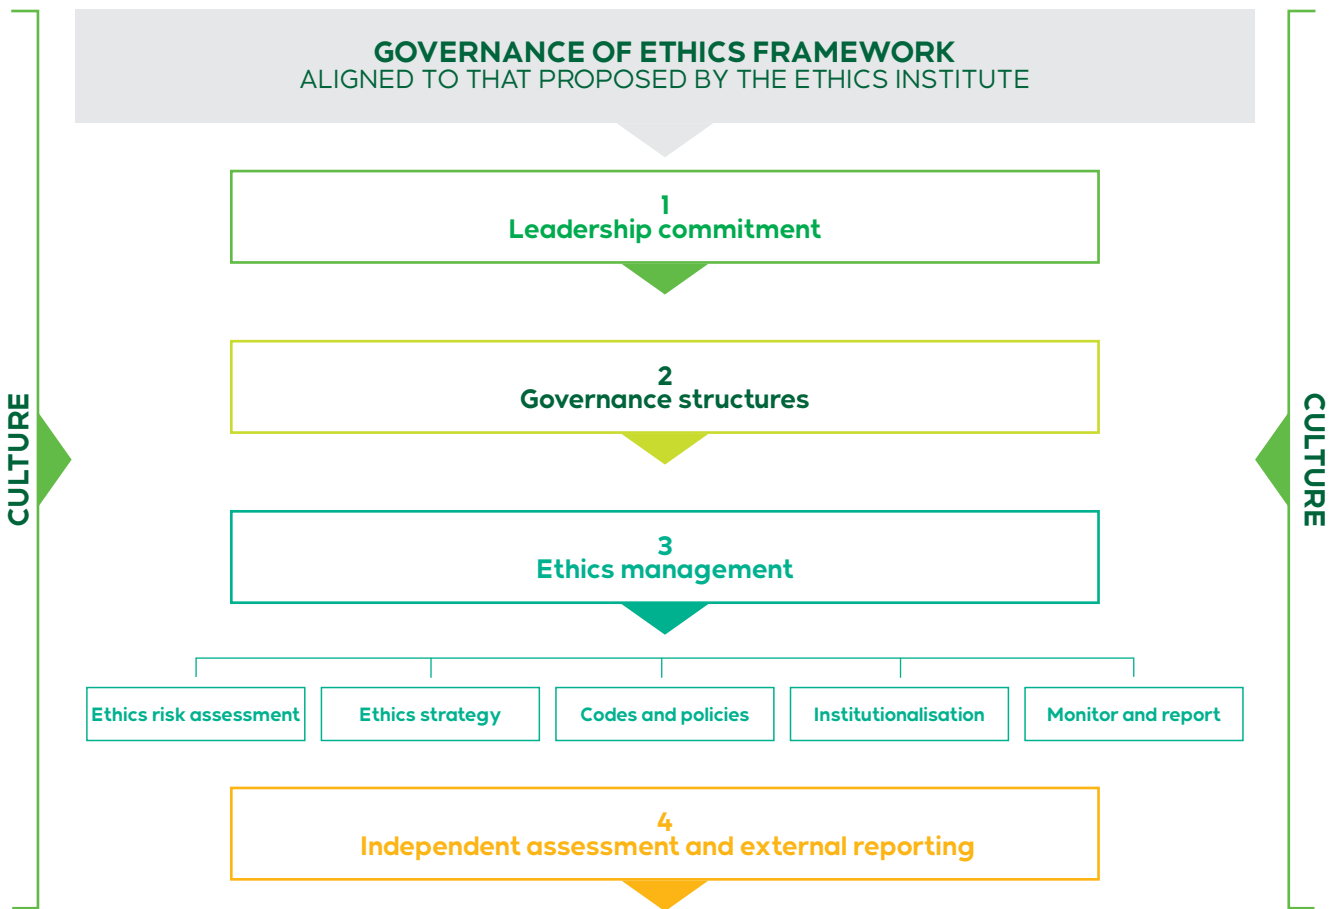 GOVERNANCE OF ETHICS FRAMEWORK
ALIGNED TO THAT PROPOSED BY THE ETHICS INSTITUTE
1
Leadership commitment
2
Governance structures
CULTURE
CULTURE
3
Ethics management
Ethics risk assessment
Ethics strategy
Codes and policies
Institutionalisation
Monitor and report
4
Independent assessment and external reporting